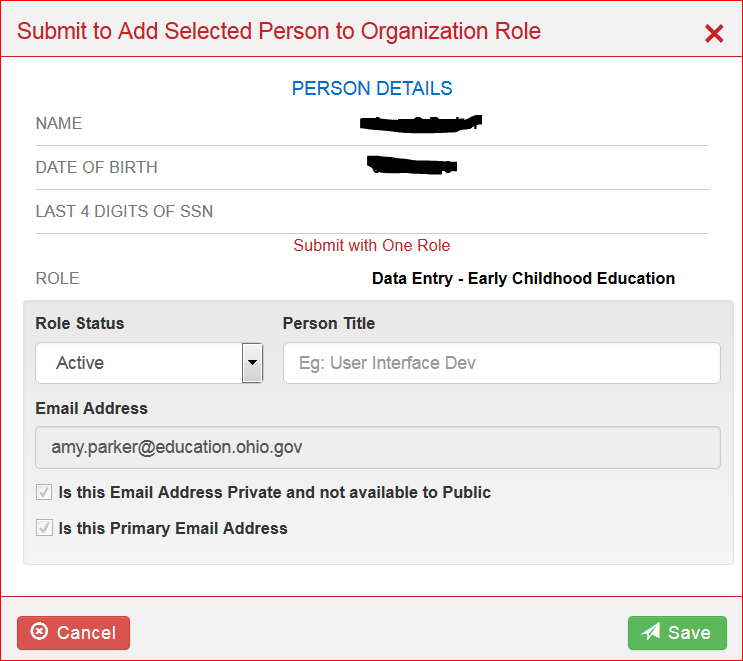 Submit to Add Selected Person to Organization Role
PERSON DETAILS
NAME
DATE OF BIRTH
LAST 4 DIGITS OF SSN
Submit with One Role
ROLE Data Entry - Early Childhood Education
Role Status Person Title
Active Eg: User Interface Dev
Email Address
amy.parker@education.ohio.gov
Is this Email Address Private and not available to Public
Is this Primary Email Address
Cancel Save